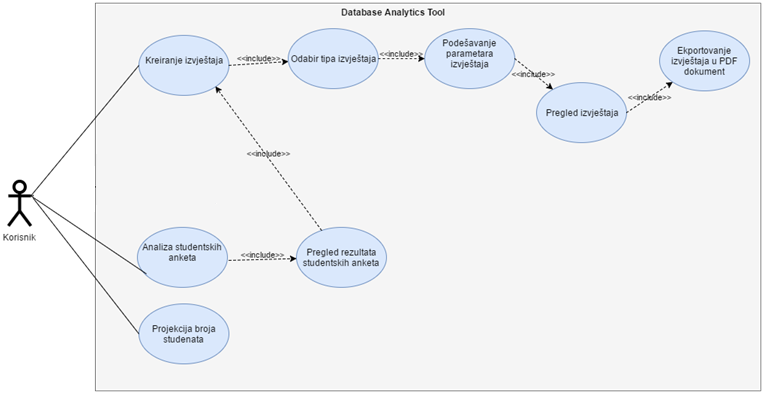 Database Analytics Tool
Kreiranje izvještaja
<<include>>
Odabir tipa izvještaja
<<include>>
Podešavanje
parametara
izvještaja
<<include>>
Pregled izvještaja
<<include>>
Ekportovanje
izvještaja u PDF
dokument
<<include>>
Korisnik
Analiza studentskih
anketa
<<include>>
Pregled rezultata
studentskih anketa
Projekcija broja
studenata